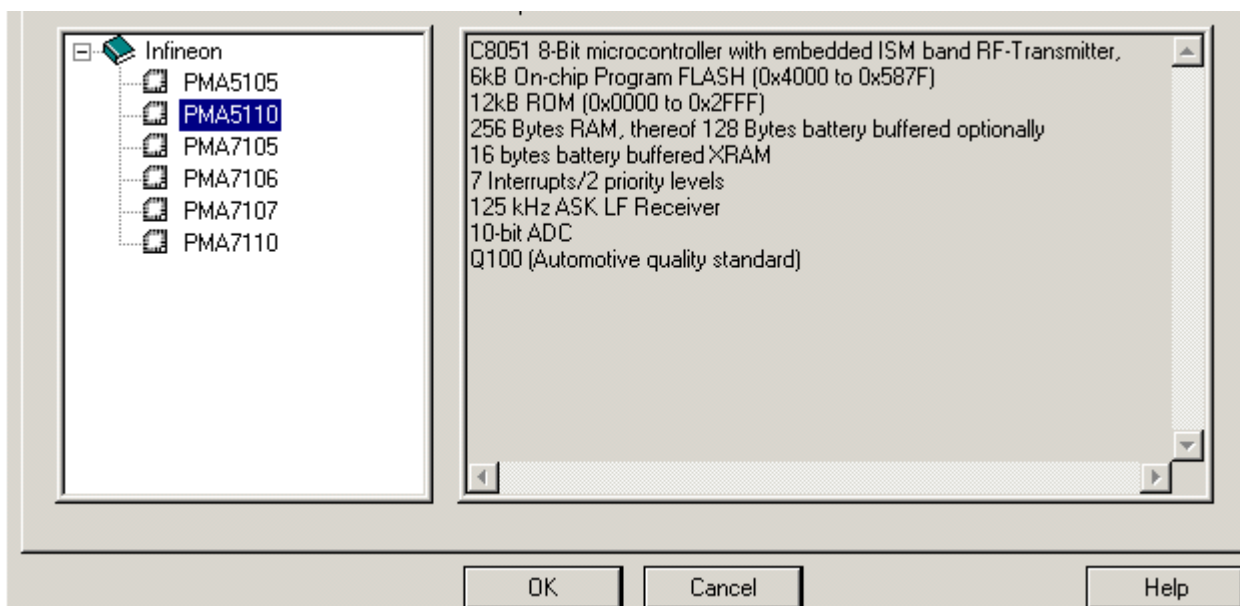 Infineon
PMA5105
PMA5110
PMA7105
PMA7106
PMA7107
PMA7110
C8051 8-Bit microcontroller with embedded ISM band RF-Transmitter,
6kB On-chip Program FLASH (0x4000 to 0x587F)
12kB ROM (0x0000 to 0x2FFF)
256 Bytes RAM, thereof 128 Bytes battery buffered optionally
16 bytes battery buffered XRAM
7 Interrupts/2 priority levels
125 kHz ASK LF Receiver
10-bit ADC
Q100 (Automotive quality standard)
OK
Cancel
Help